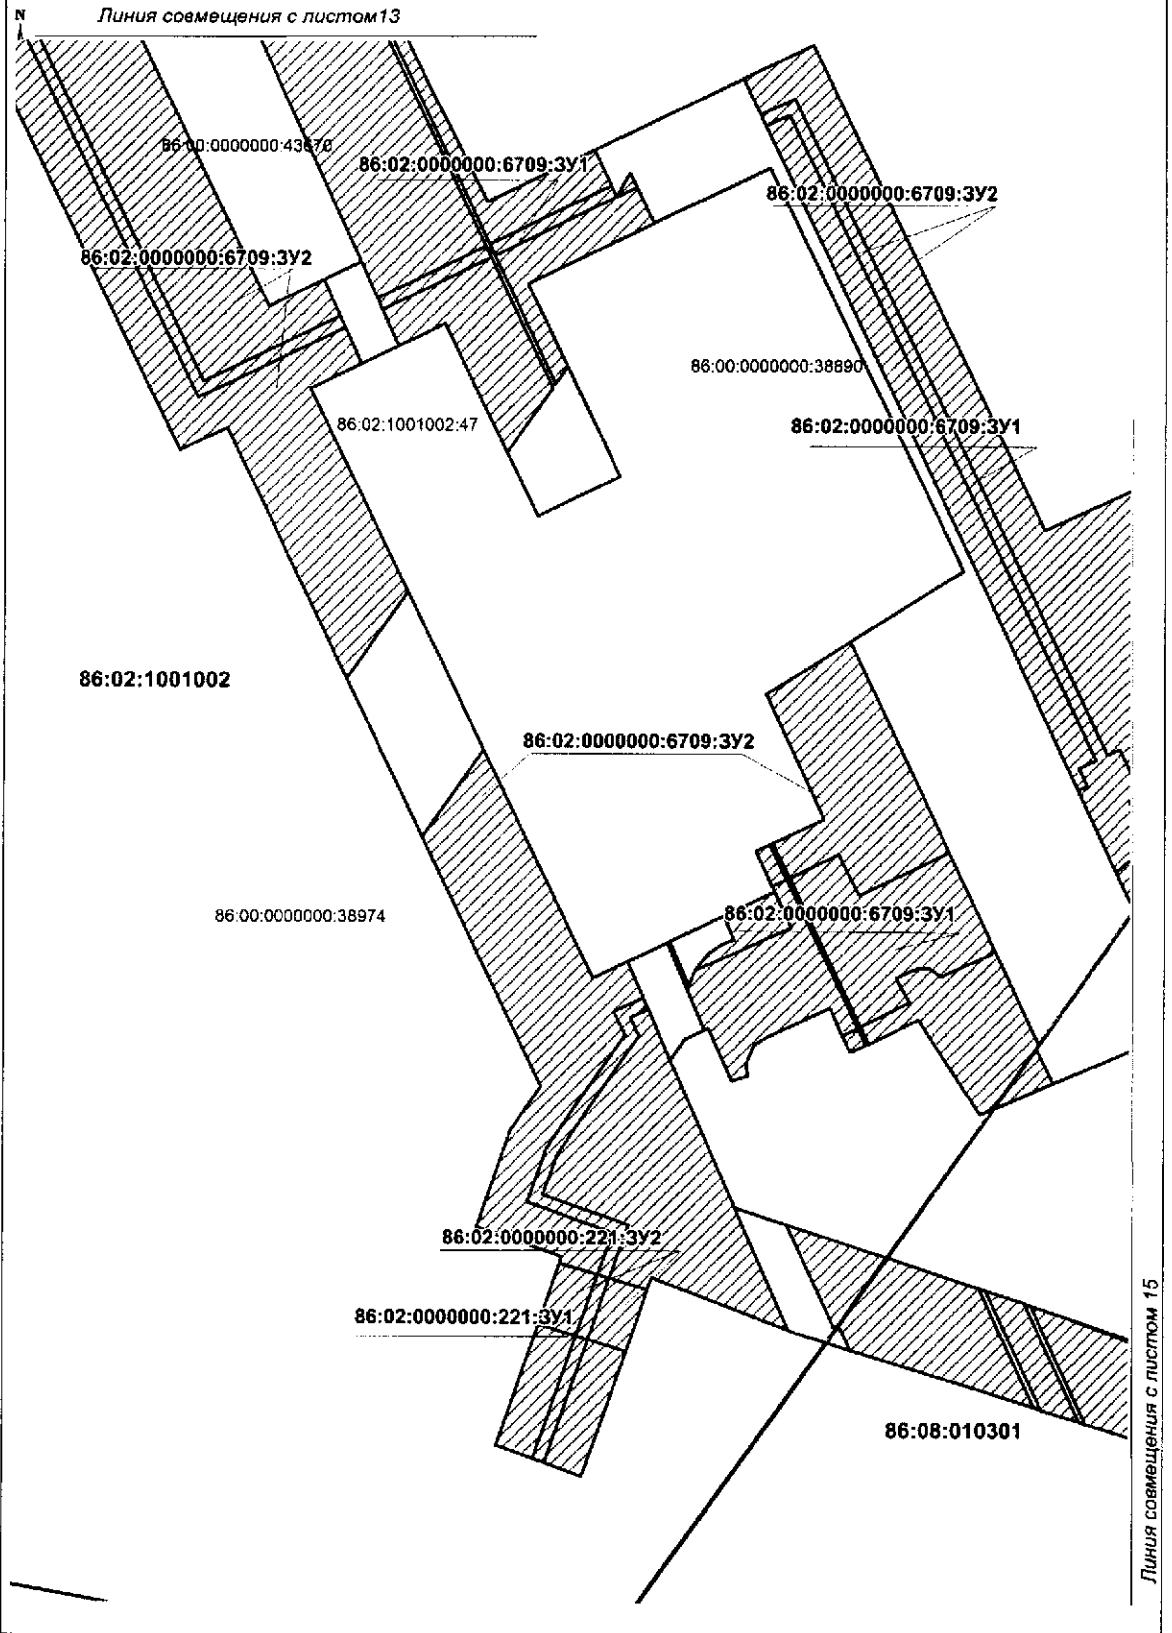 N
Линия совмещения с листом13
86:00:0000000:43670
86:02:0000000:6709:ЗУ1
86:02:0000000:6709:ЗУ2
86:02:0000000:6709:ЗУ2
86:00:0000000:38890
86:02:1001002:47
86:02:0000000:6709:ЗУ1
86:02:1001002
86:02:0000000:6709:ЗУ2
86:00:0000000:38974
86:02:0000000:6709:ЗУ1
86:02:0000000:221:ЗУ2
86:02:0000000:221:ЗУ1
86:08:010301
Линия совмещения с листом 15